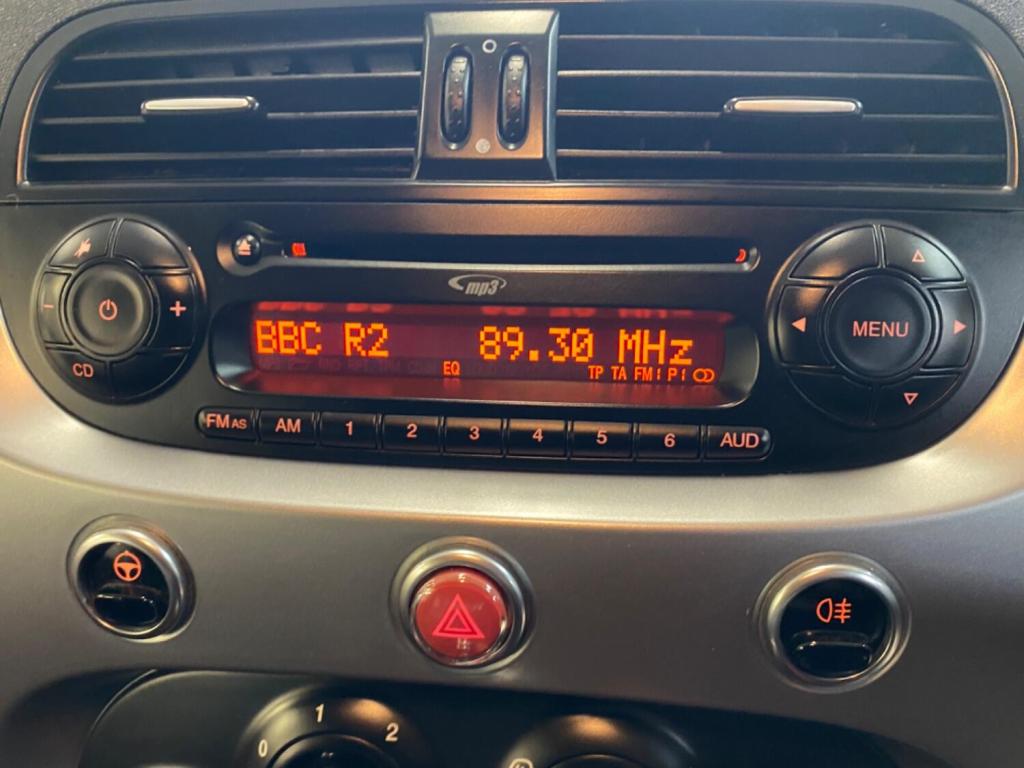 mp3
BBC R2 89.30 MHz
EQ TP TA FM1 P1
- +
CD
MENU
FM AS AM 1 2 3 4 5 6 AUD
0 1 2